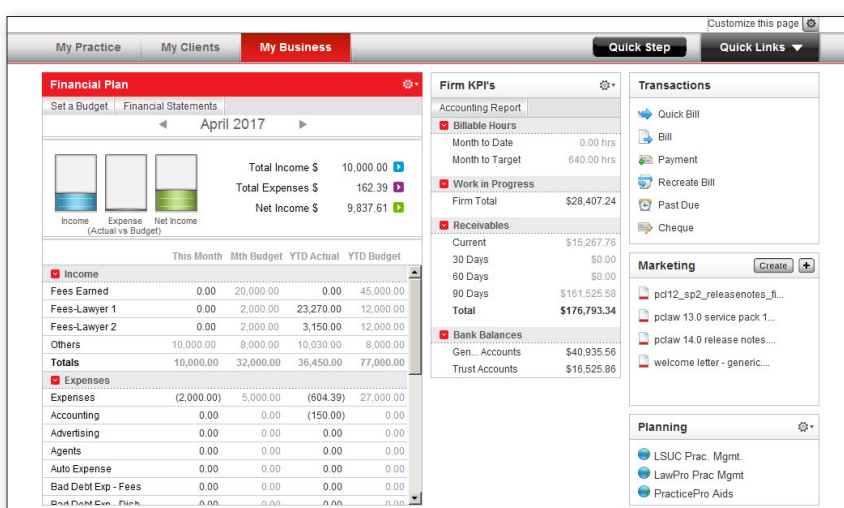 Customize this page
My Practice My Clients My Business Quick Step Quick Links
Financial Plan
Set a Budget Financial Statements
April 2017
Total Income $ 10,000.00
Total Expenses $ 162.39
Net Income $ 9,837.61
Income Expense Net Income
(Actual vs Budget)
This Month Mth Budget YTD Actual YTD Budget
Income
Fees Earned 0.00 20,000.00 0.00 45,000.00
Fees-Lawyer 1 0.00 2,000.00 23,270.00 12,000.00
Fees-Lawyer 2 0.00 2,000.00 3,150.00 12,000.00
Others 10,000.00 8,000.00 10,030.00 8,000.00
Totals 10,000.00 32,000.00 36,450.00 77,000.00
Expenses
Expenses (2,000.00) 5,000.00 (604.39) 27,000.00
Accounting 0.00 0.00 (150.00) 0.00
Advertising 0.00 0.00 0.00 0.00
Agents 0.00 0.00 0.00 0.00
Auto Expense 0.00 0.00 0.00 0.00
Bad Debt Exp - Fees 0.00 0.00 0.00 0.00
Bad Debt Exp - Disb 0.00 0.00 0.00 0.00
Firm KPI's
Accounting Report
Billable Hours
Month to Date 0.00 hrs
Month to Target 640.00 hrs
Work in Progress
Firm Total $28,407.24
Receivables
Current $15,267.76
30 Days $0.00
60 Days $0.00
90 Days $161,525.58
Total $176,793.34
Bank Balances
Gen... Accounts $40,935.56
Trust Accounts $16,525.86
Transactions
Quick Bill
Bill
Payment
Recreate Bill
Past Due
Cheque
Marketing Create +
pcl12_sp2_releasenotes_fi...
pclaw 13.0 service pack 1...
pclaw 14.0 release notes....
welcome letter - generic....
Planning
LSUC Prac. Mgmt.
LawPro Prac Mgmt
PracticePro Aids